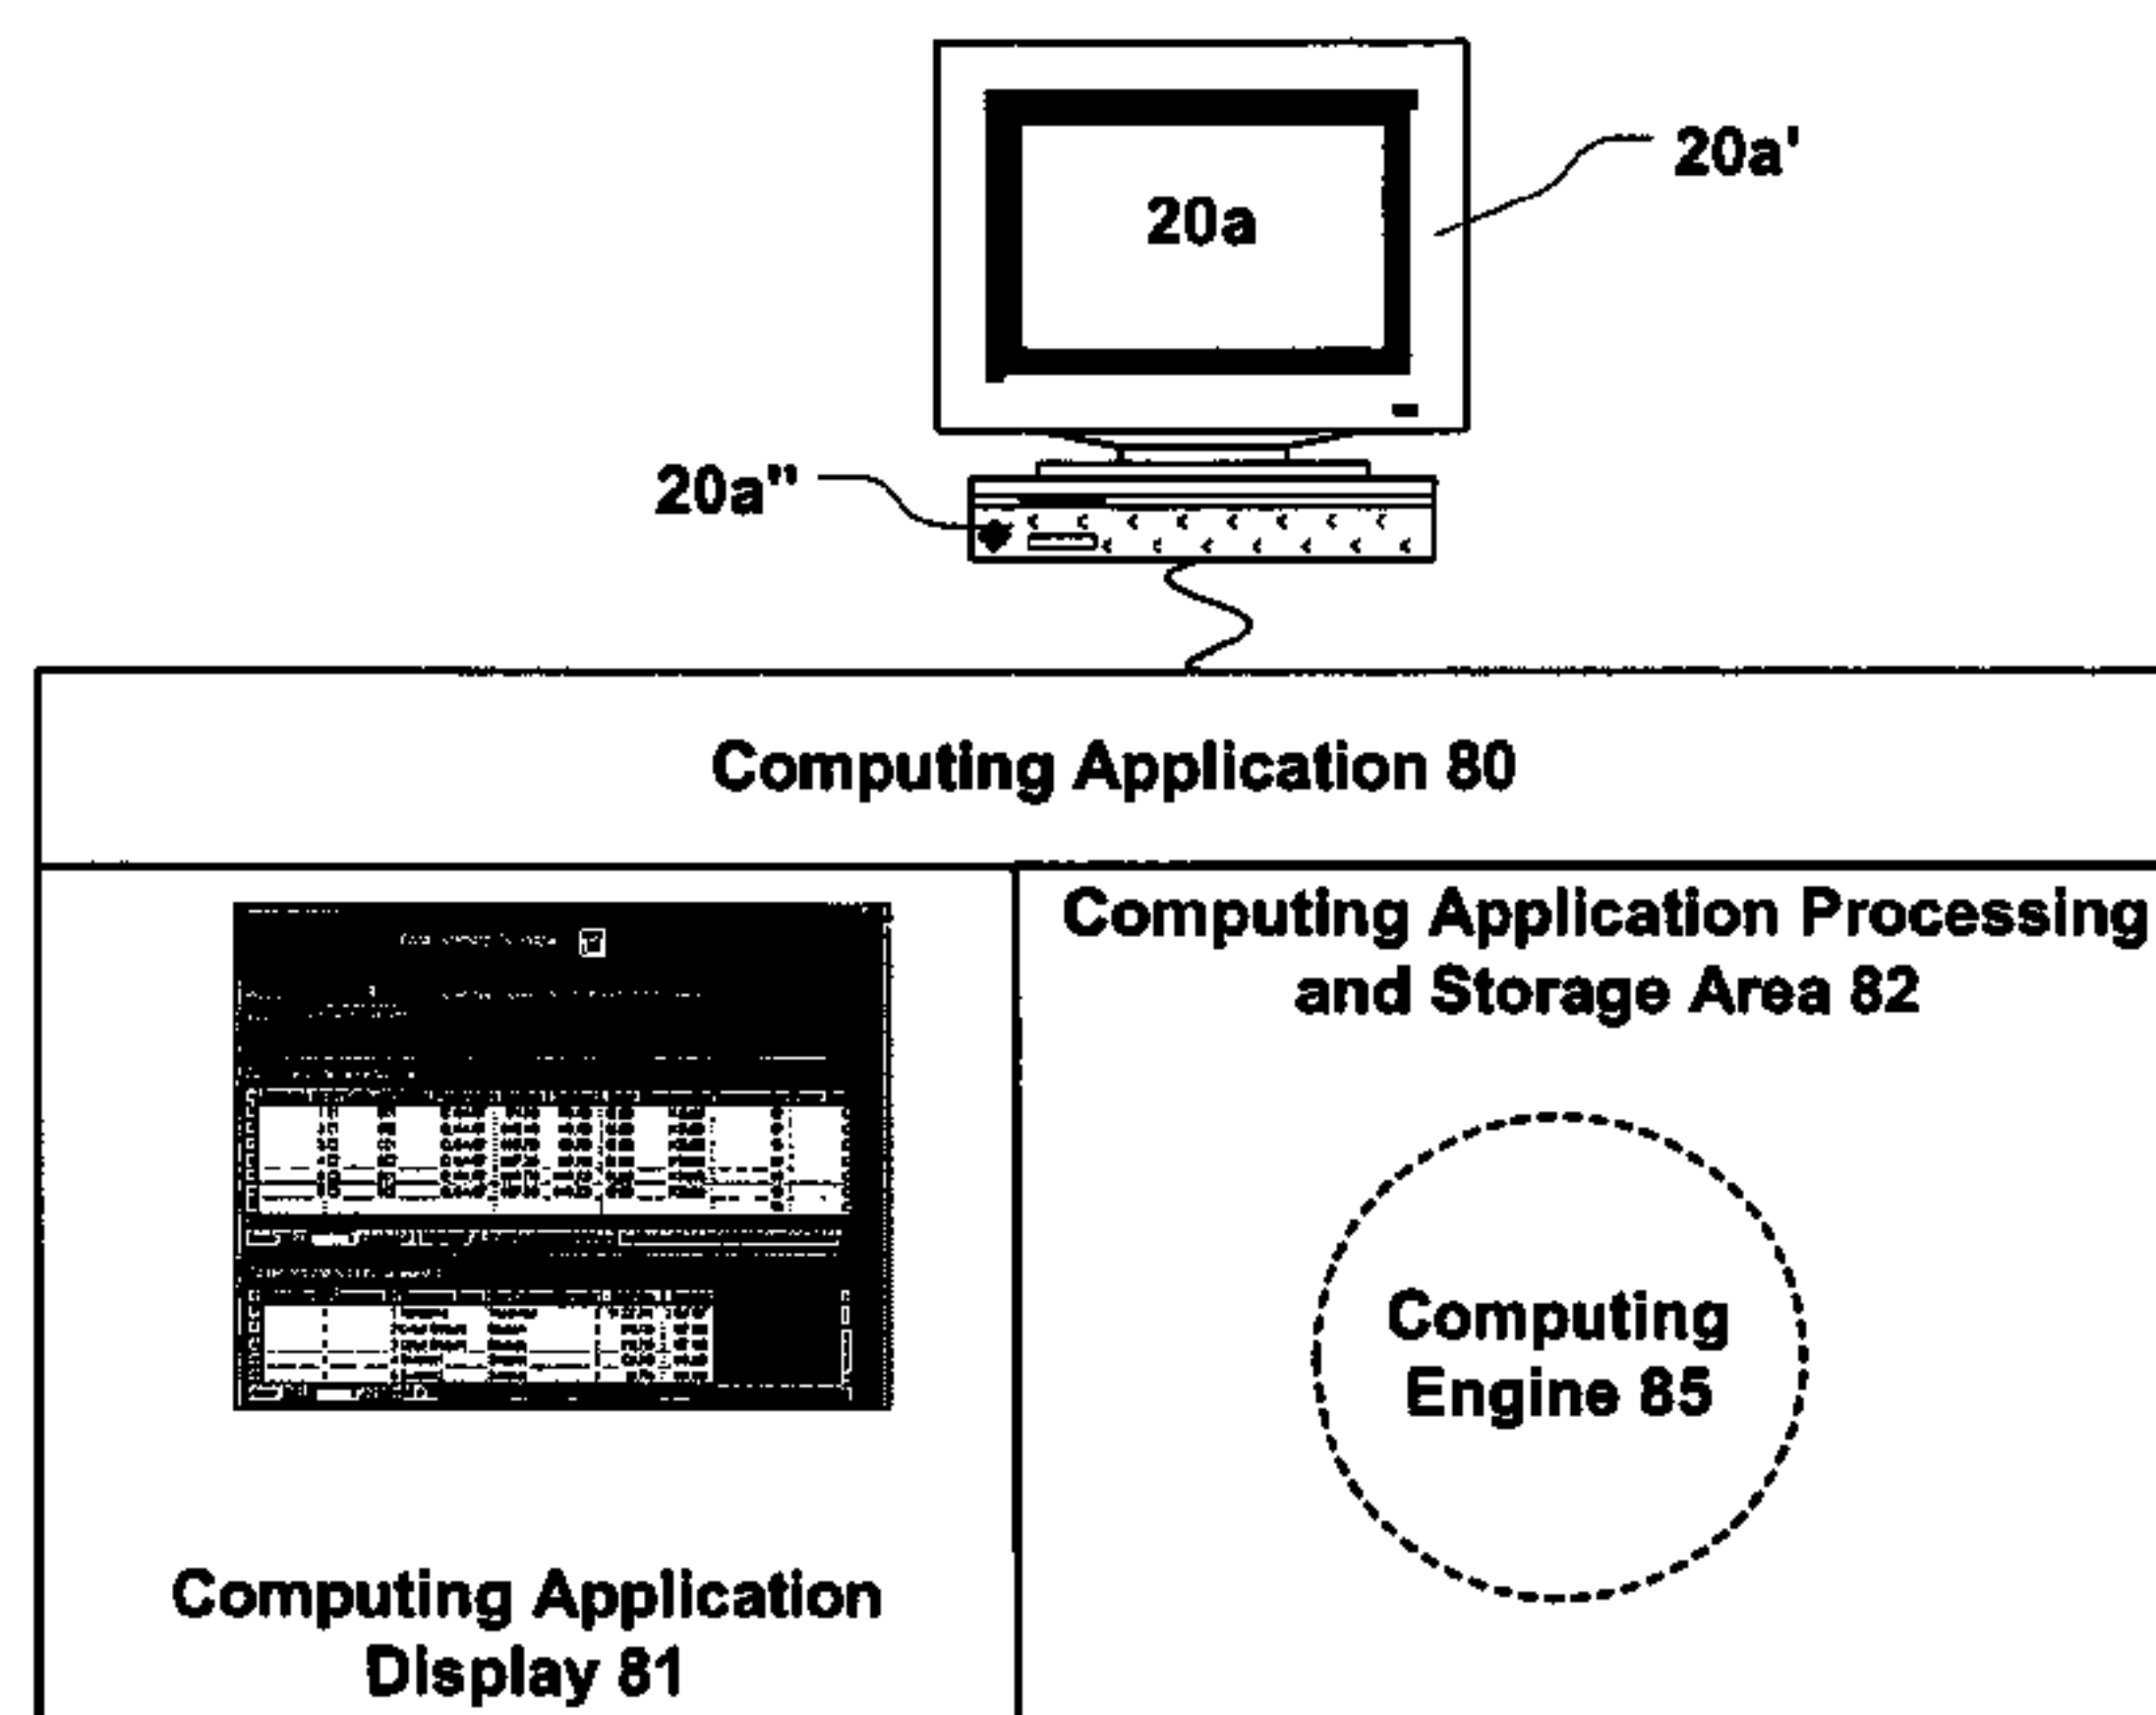 20a'
20a
20a"
Computing Application 80
Computing Application Processing
and Storage Area 82
Computing
Engine 85
Computing Application
Display 81